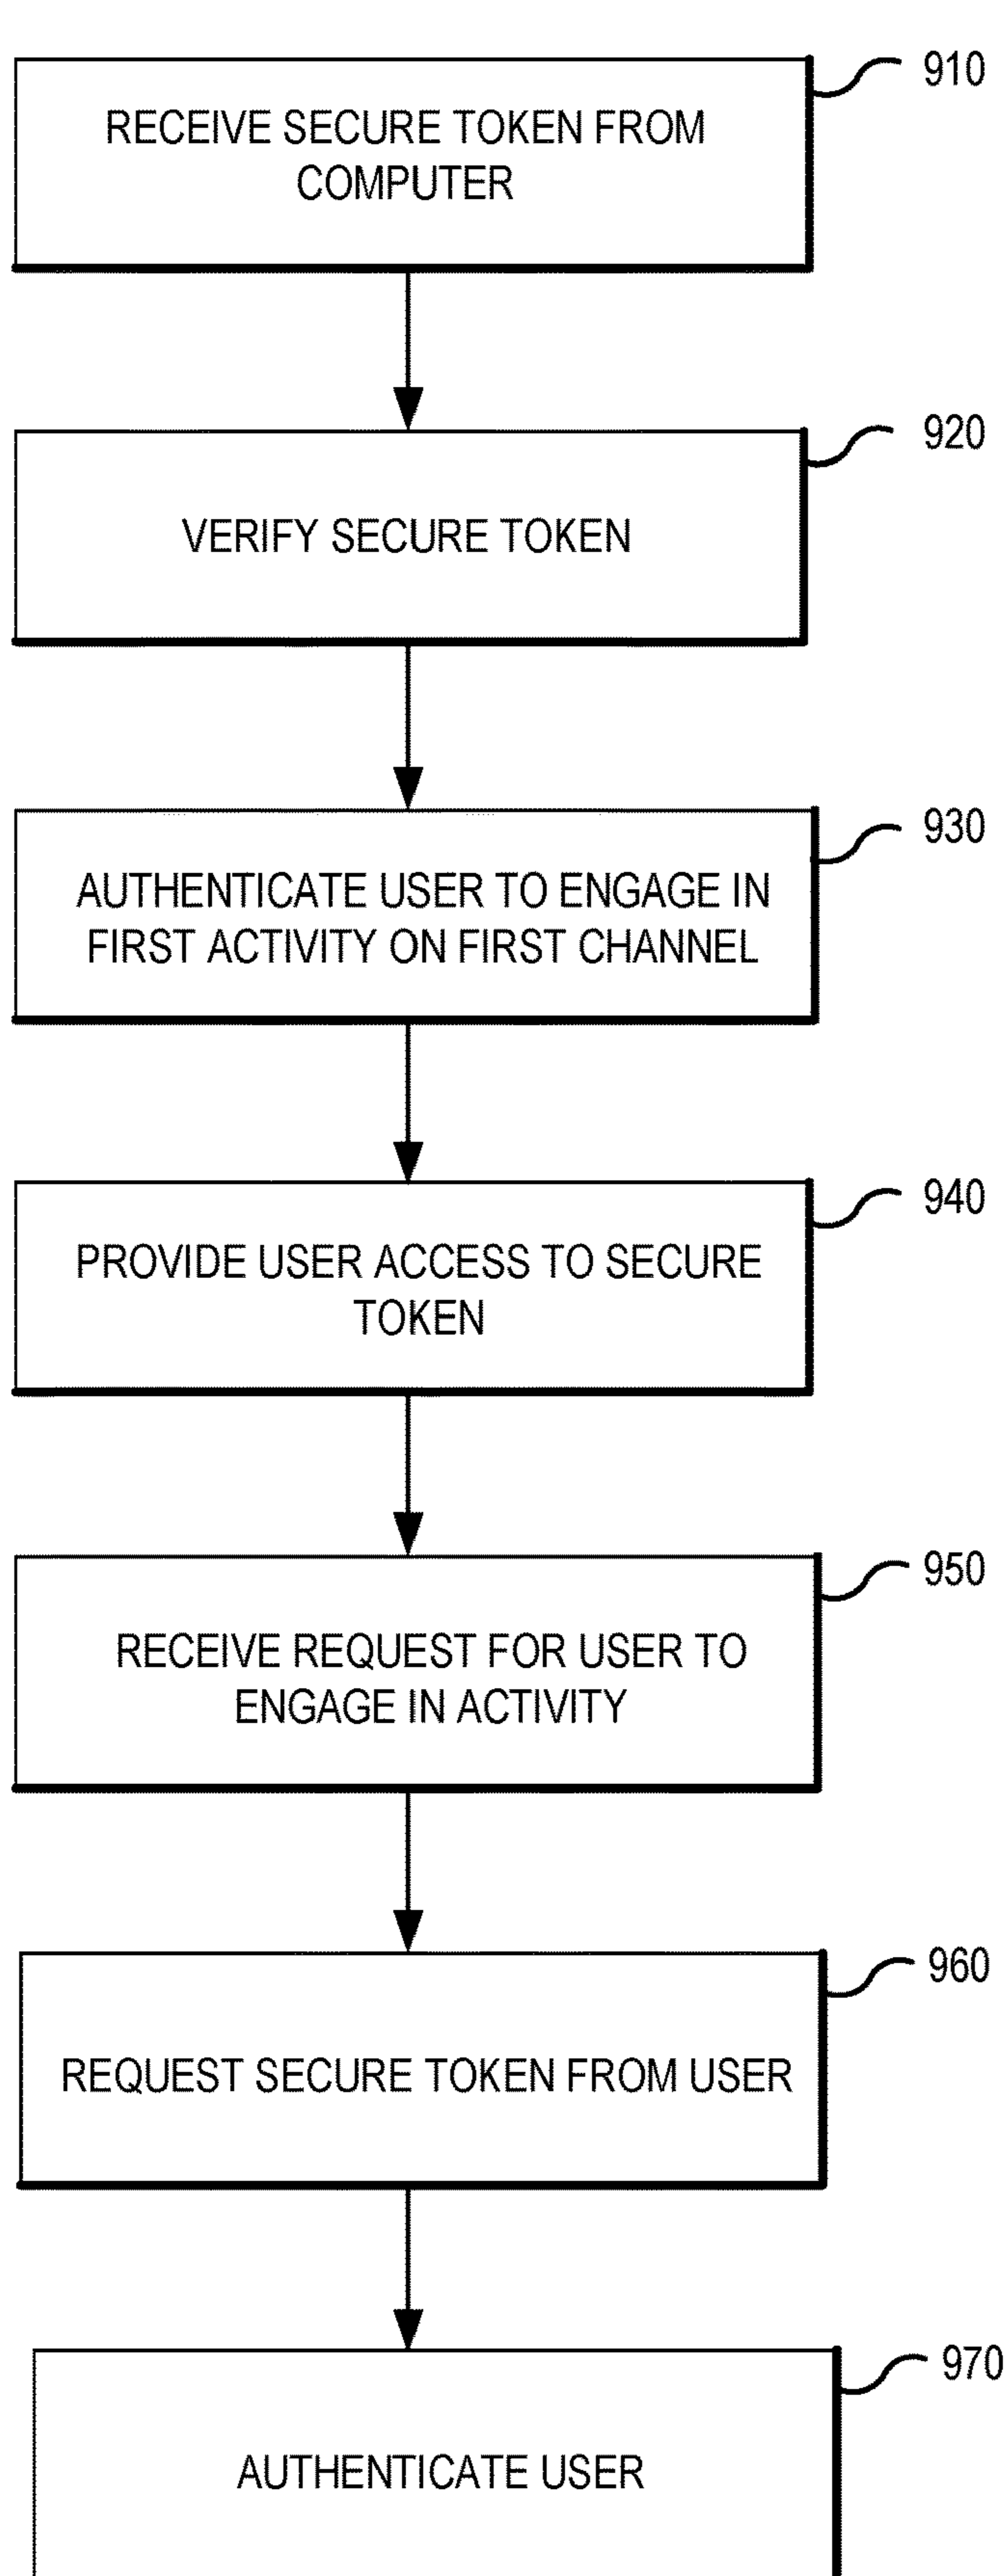 910
RECEIVE SECURE TOKEN FROM
COMPUTER
920
VERIFY SECURE TOKEN
930
AUTHENTICATE USER TO ENGAGE IN
FIRST ACTIVITY ON FIRST CHANNEL
940
PROVIDE USER ACCESS TO SECURE
TOKEN
950
RECEIVE REQUEST FOR USER TO
ENGAGE IN ACTIVITY
960
REQUEST SECURE TOKEN FROM USER
970
AUTHENTICATE USER